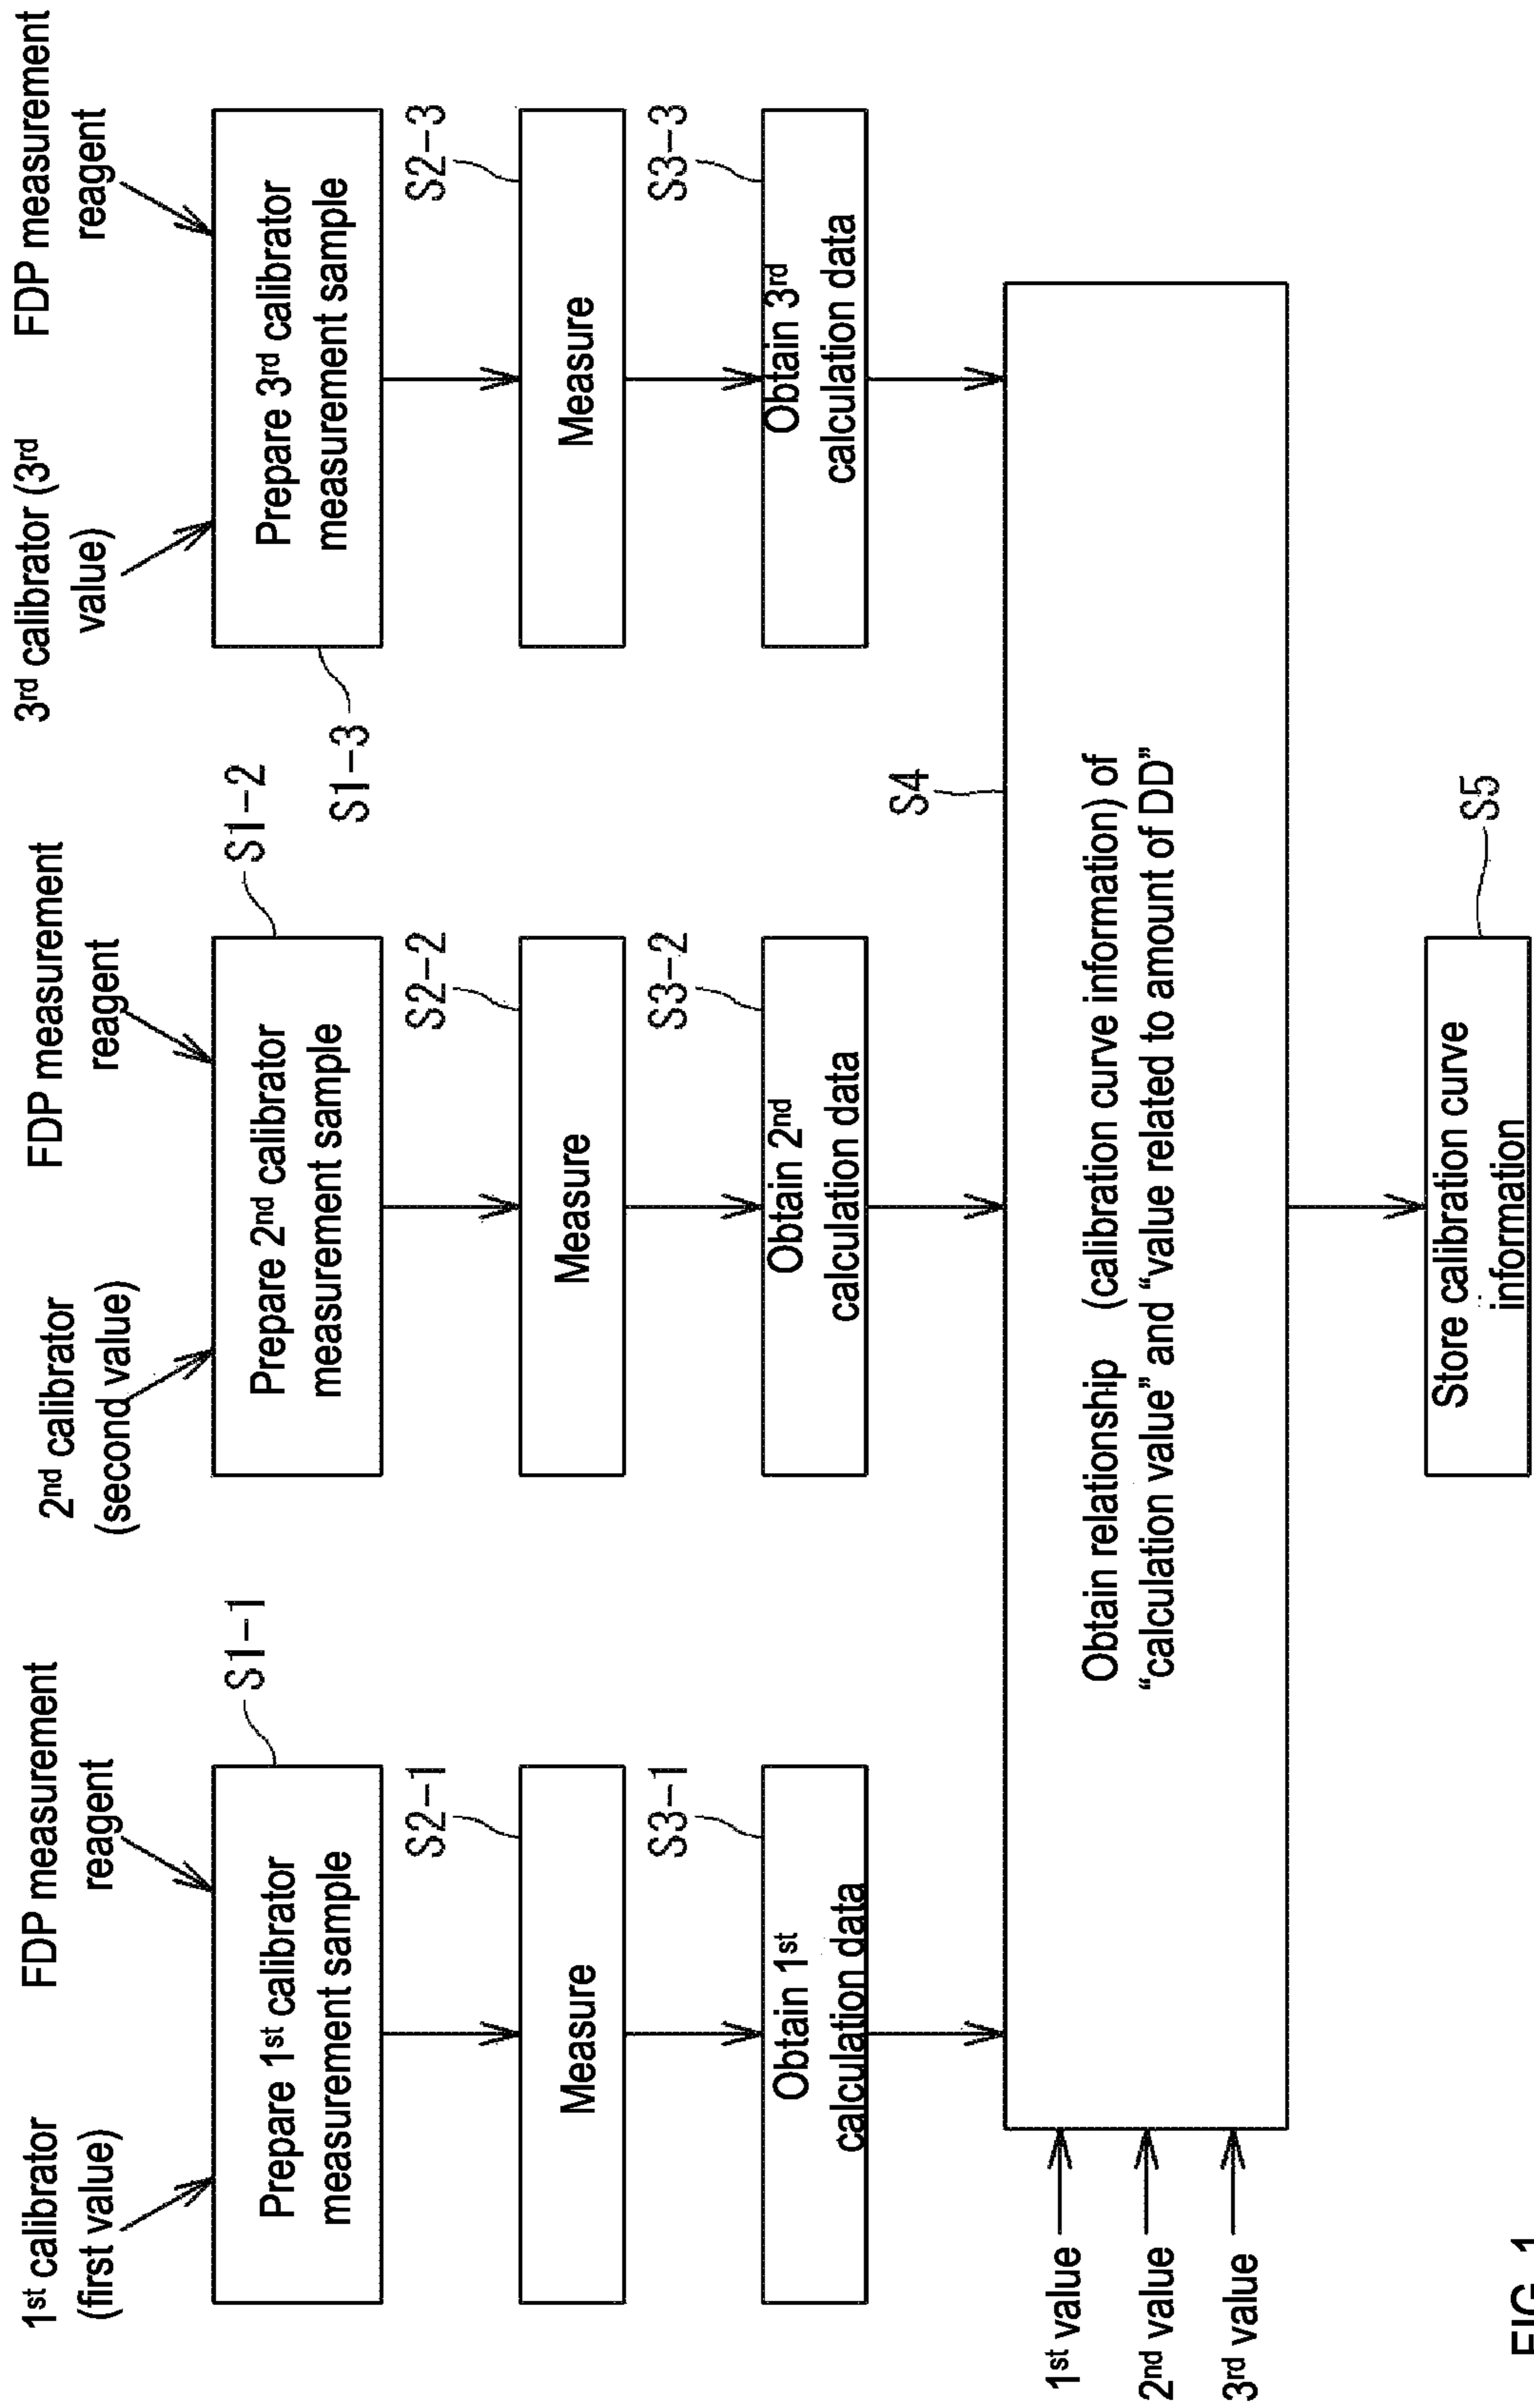 1st calibrator
(first value)
FDP measurement
reagent
S1-1
Prepare 1st calibrator
measurement sample
S2-1
Measure
S3-1
Obtain 1st
calculation data
2nd calibrator
(second value)
FDP measurement
reagent
S1-2
Prepare 2nd calibrator
measurement sample
S2-2
Measure
S3-2
Obtain 2nd
calculation data
3rd calibrator (3rd
value)
FDP measurement
reagent
S1-3
Prepare 3rd calibrator
measurement sample
S2-3
Measure
S3-3
Obtain 3rd
calculation data
1st value
2nd value
3rd value
S4
Obtain relationship (calibration curve information) of
“calculation value” and “value related to amount of DD”
S5
Store calibration curve
information
FIG. 1